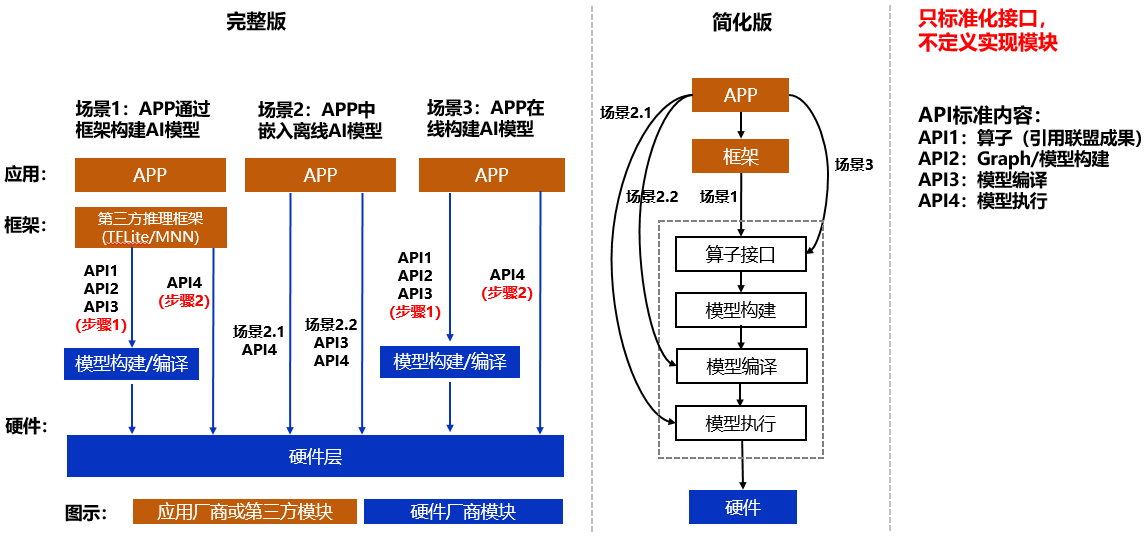 完整版
场景1：APP通过
框架构建AI模型
场景2：APP中
嵌入离线AI模型
场景3：APP在
线构建AI模型
应用：
APP
APP
APP
框架：
第三方推理框架
(TFLite/MNN)
API1
API2
API3
(步骤1)
API4
(步骤2)
场景2.1
API4
场景2.2
API3
API4
API1
API2
API3
(步骤1)
API4
(步骤2)
模型构建/编译
模型构建/编译
硬件：
硬件层
图示：
应用厂商或第三方模块
硬件厂商模块
简化版
APP
场景2.1
框架
场景3
场景2.2
场景1
算子接口
模型构建
模型编译
模型执行
硬件
只标准化接口，
不定义实现模块
API标准内容：
API1：算子（引用联盟成果）
API2：Graph/模型构建
API3：模型编译
API4：模型执行